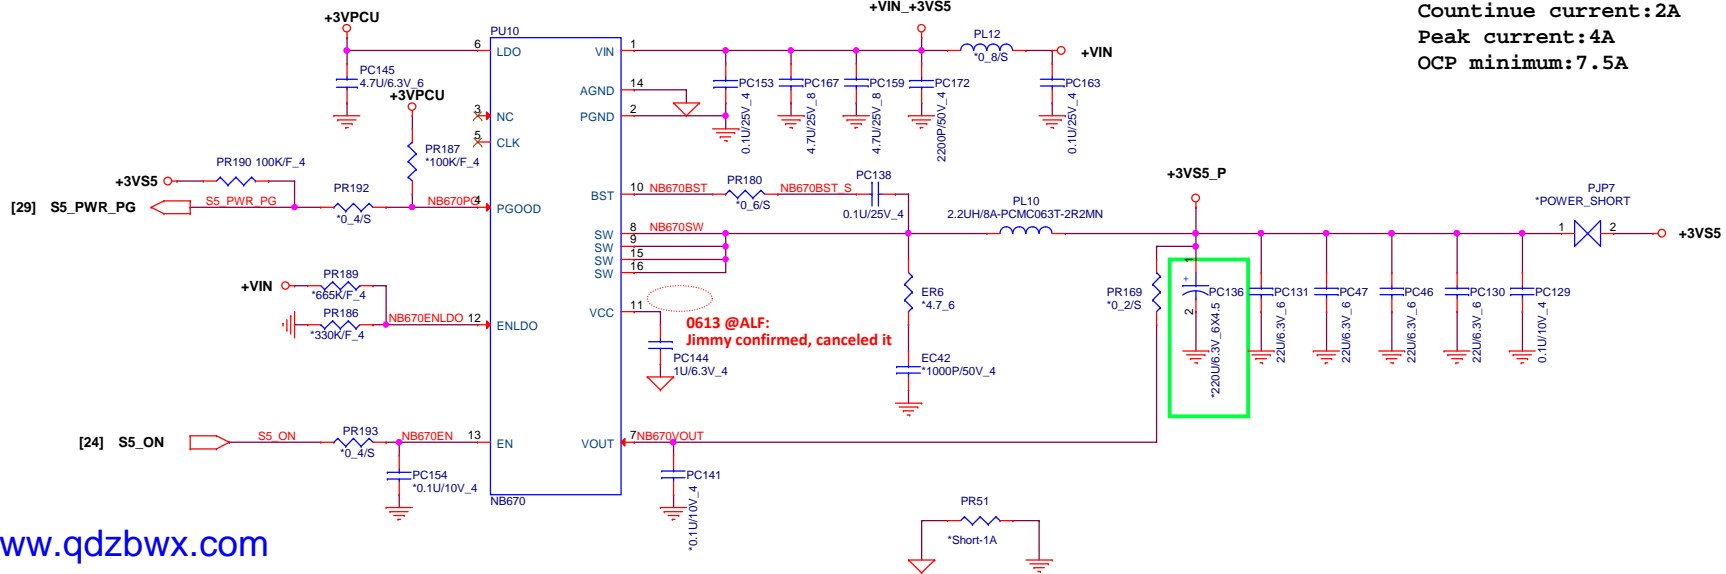 +VIN_+3VS5
Countinue current:2A
Peak current:4A
OCP minimum:7.5A
+3VPCU
PU10
PL12
*0_8/S
+VIN
6
LDO
VIN
1
PC145
4.7U/6.3V_6
+3VPCU
PC153
0.1U/25V_4
PC167
4.7U/25V_8
PC159
4.7U/25V_8
PC172
2200P/50V_4
PC163
0.1U/25V_4
AGND
14
PGND
2
3
NC
5
CLK
PR187
*100K/F_4
PR190 100K/F_4
+3VS5
[29]
S5_PWR_PG
S5_PWR_PG
PR192
*0_4/S
NB670PG
4
PGOOD
BST
10
NB670BST
PR180
*0_6/S
NB670BST_S
PC138
0.1U/25V_4
+3VS5_P
PL10
2.2UH/8A-PCMC063T-2R2MN
PJP7
*POWER_SHORT
1
2
+3VS5
SW
8
NB670SW
SW
9
SW
15
SW
16
+VIN
PR189
*665K/F_4
PR186
*330K/F_4
NB670ENLDO
12
ENLDO
VCC
11
0613 @ALF:
Jimmy confirmed, canceled it
PC144
1U/6.3V_4
ER6
*4.7_6
EC42
*1000P/50V_4
PR169
*0_2/S
1
+
PC136
2
*220U/6.3V_6X4.5
PC131
22U/6.3V_6
PC47
22U/6.3V_6
PC46
22U/6.3V_6
PC130
22U/6.3V_6
PC129
0.1U/10V_4
[24]
S5_ON
S5_ON
PR193
*0_4/S
NB670EN
13
EN
VOUT
7
NB670VOUT
PC154
*0.1U/10V_4
PC141
*0.1U/10V_4
NB670
PR51
*Short-1A
ww.qdzbwx.com